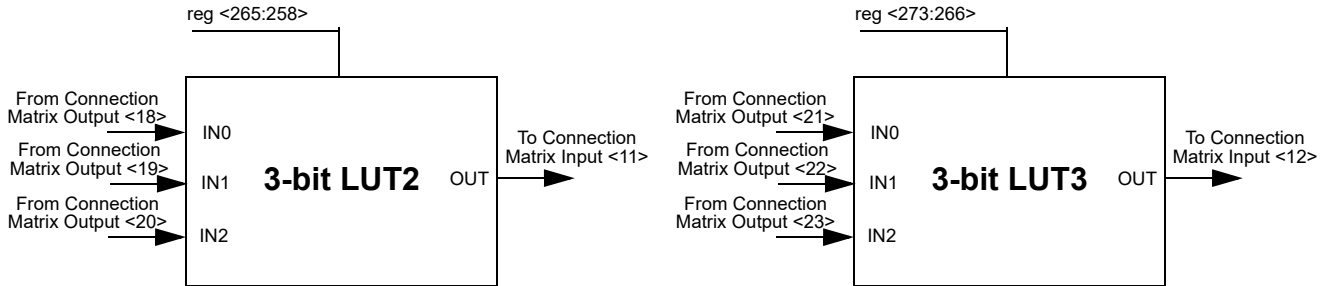 reg <265:258>
From Connection
Matrix Output <18>
IN0
From Connection
Matrix Output <19>
IN1
From Connection
Matrix Output <20>
IN2
3-bit LUT2
OUT
To Connection
Matrix Input <11>
reg <273:266>
From Connection
Matrix Output <21>
IN0
From Connection
Matrix Output <22>
IN1
From Connection
Matrix Output <23>
IN2
3-bit LUT3
OUT
To Connection
Matrix Input <12>